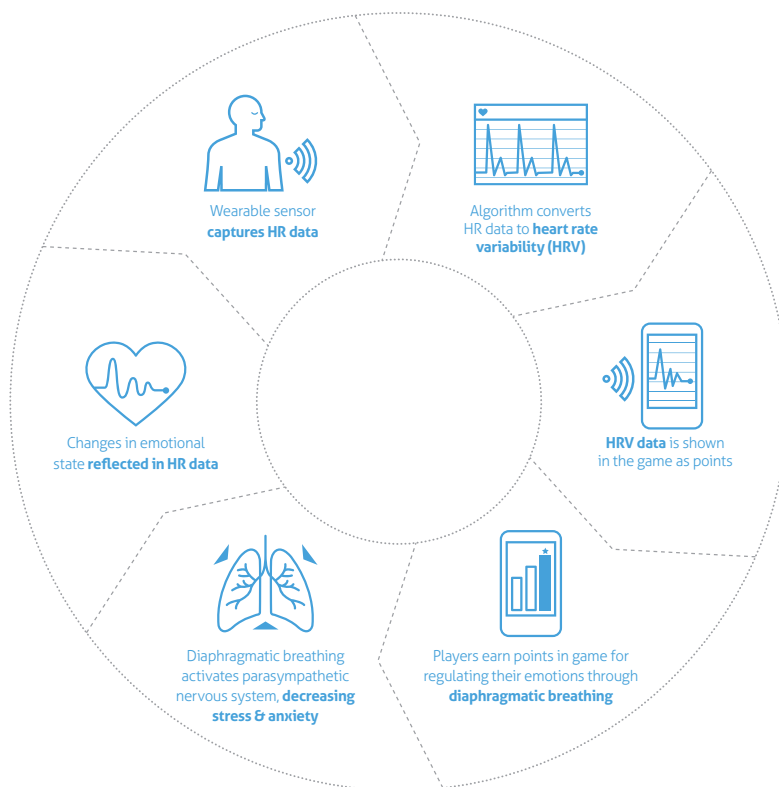 Wearable sensor
captures HR data
Algorithm converts
HR data to heart rate
variability (HRV)
HRV data is shown
in the game as points
Players earn points in game for
regulating their emotions through
diaphragmatic breathing
Diaphragmatic breathing
activates parasympathetic
nervous system, decreasing
stress & anxiety
Changes in emotional
state reflected in HR data